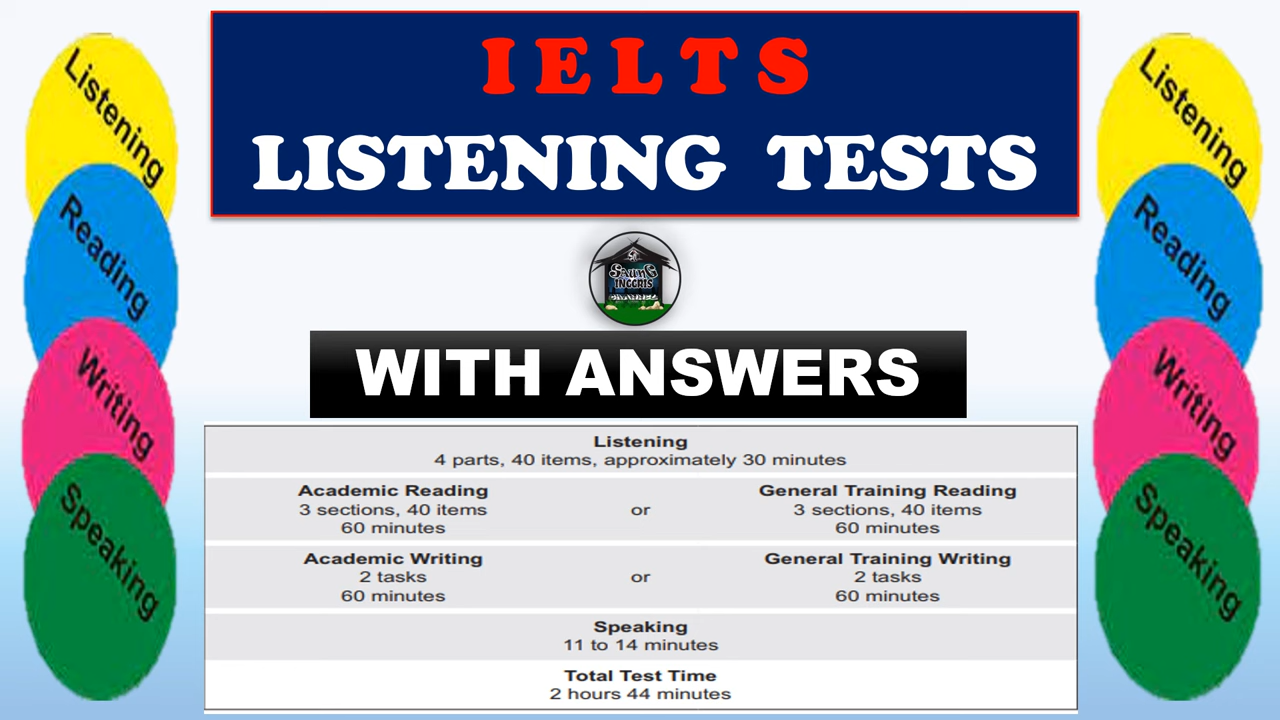 I E L T S
LISTENING TESTS
SAUNG
INGGRIS
CHANNEL
WITH ANSWERS
Listening
4 parts, 40 items, approximately 30 minutes
Academic Reading
3 sections, 40 items
60 minutes
or
General Training Reading
3 sections, 40 items
60 minutes
Academic Writing
2 tasks
60 minutes
or
General Training Writing
2 tasks
60 minutes
Speaking
11 to 14 minutes
Total Test Time
2 hours 44 minutes
Listening
Reading
Writing
Speaking
Listening
Reading
Writing
Speaking